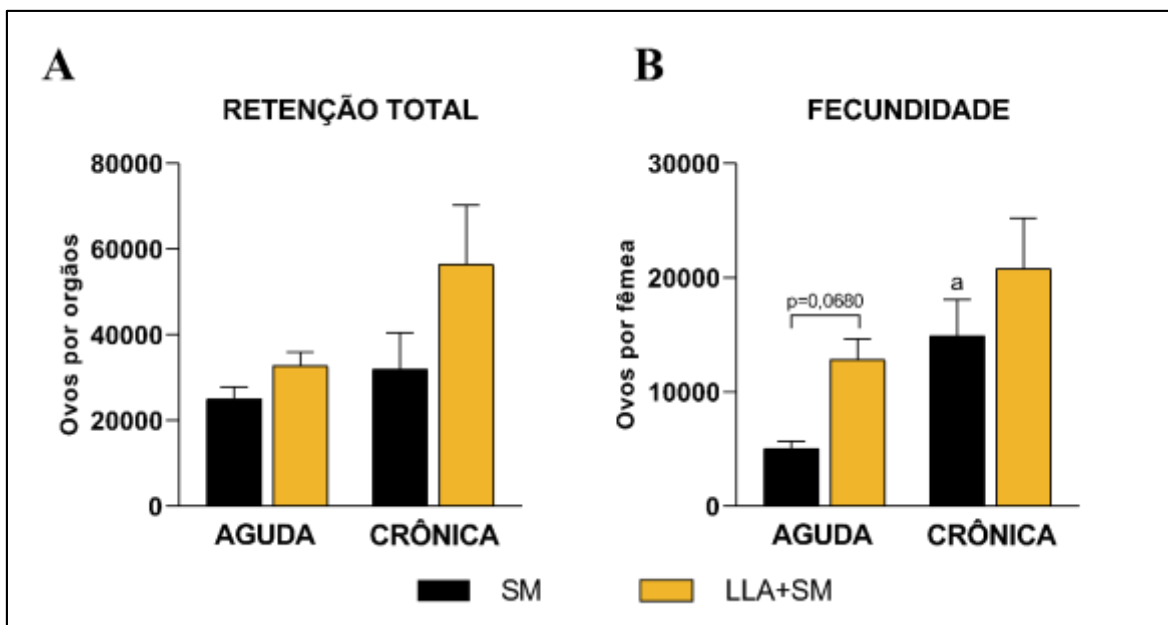 A
RETENÇÃO TOTAL
Ovos por orgãos
80000
60000
40000
20000
0
AGUDA CRÔNICA
B
FECUNDIDADE
Ovos por fêmea
30000
20000
10000
0
p=0,0680
a
AGUDA CRÔNICA
SM LLA+SM